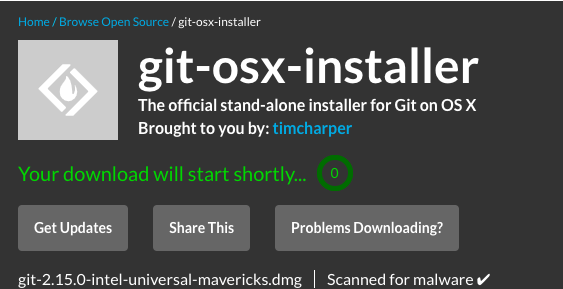 Home / Browse Open Source / git-osx-installer
git-osx-installer
The official stand-alone installer for Git on OS X
Brought to you by: timcharper
Your download will start shortly... 0
Get Updates Share This Problems Downloading?
git-2.15.0-intel-universal-mavericks.dmg | Scanned for malware ✔